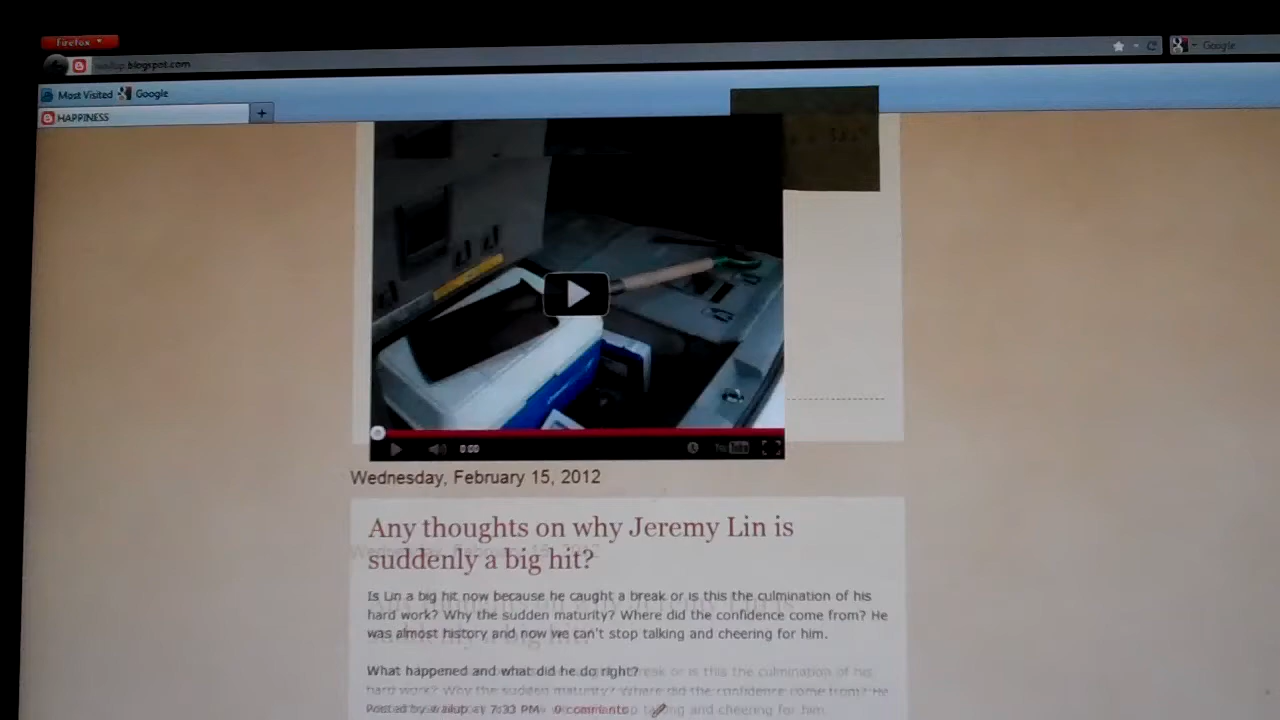 Firefox
Google
.blogspot.com
Most Visited Google
HAPPINESS +
0:00
Wednesday, February 15, 2012
Any thoughts on why Jeremy Lin is
suddenly a big hit?
Is Lin a big hit now because he caught a break or is this the culmination of his
hard work? Why the sudden maturity? Where did the confidence come from? He
was almost history and now we can't stop talking and cheering for him.
What happened and what did he do right?
Posted by wailup at 7:33 PM 0 comments